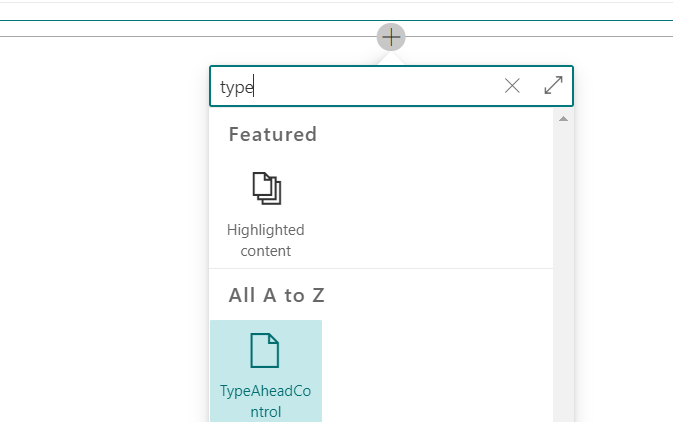 type
Featured
Highlighted
content
All A to Z
TypeAheadCo
ntrol